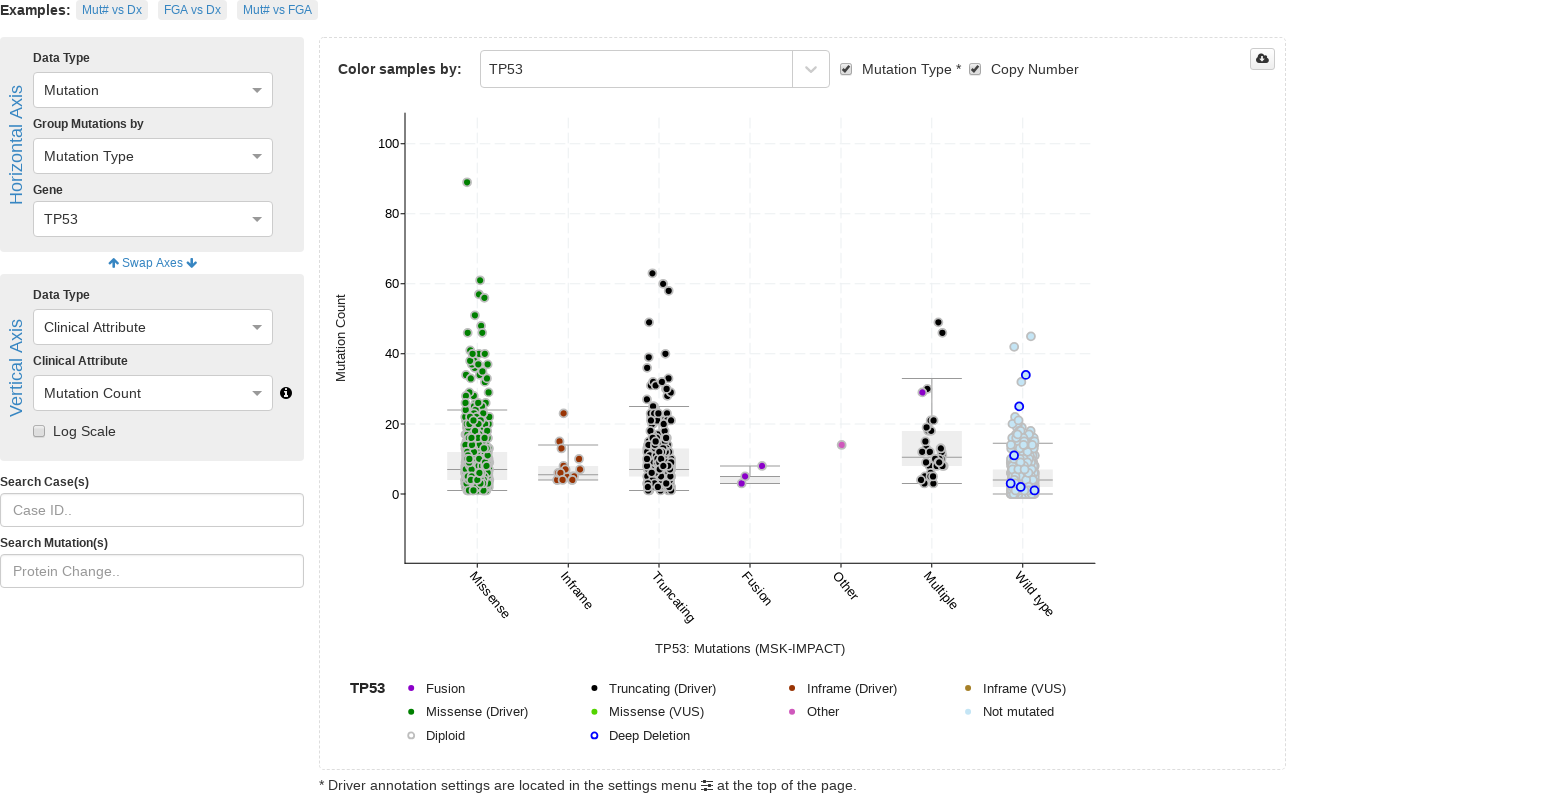 Examples: Mut# vs Dx FGA vs Dx Mut# vs FGA
Horizontal Axis
Data Type
Mutation
Group Mutations by
Mutation Type
Gene
TP53
Swap Axes
Vertical Axis
Data Type
Clinical Attribute
Clinical Attribute
Mutation Count
Log Scale
Search Case(s)
Case ID..
Search Mutation(s)
Protein Change..
Color samples by: TP53 Mutation Type * Copy Number
Mutation Count
100
80
60
40
20
0
Missense
Inframe
Truncating
Fusion
Other
Multiple
Wild type
TP53: Mutations (MSK-IMPACT)
TP53 Fusion Truncating (Driver) Inframe (Driver) Inframe (VUS)
Missense (Driver) Missense (VUS) Other Not mutated
Diploid Deep Deletion
* Driver annotation settings are located in the settings menu at the top of the page.